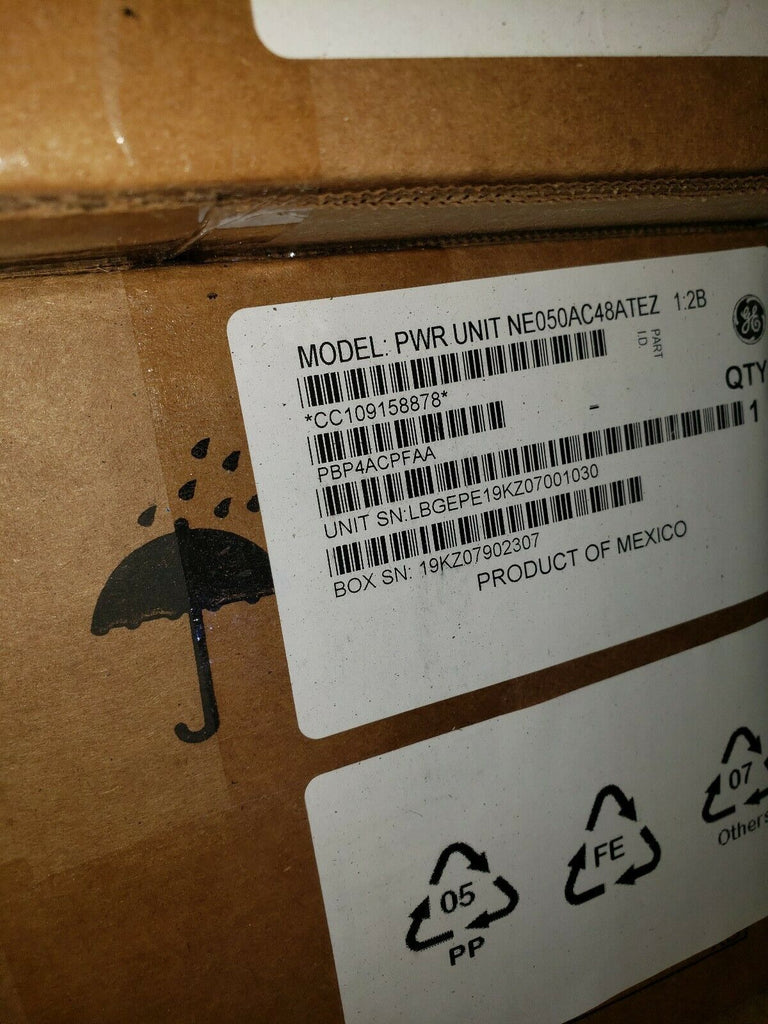 MODEL: PWR UNIT NE050AC48ATEZ 1:2B
PART
I.D.
*CC109158878*
-
QTY
1
PBP4ACPFAA
UNIT SN:LBGEPE19KZ07001030
BOX SN: 19KZ07902307
PRODUCT OF MEXICO
05
PP
FE
07
Others